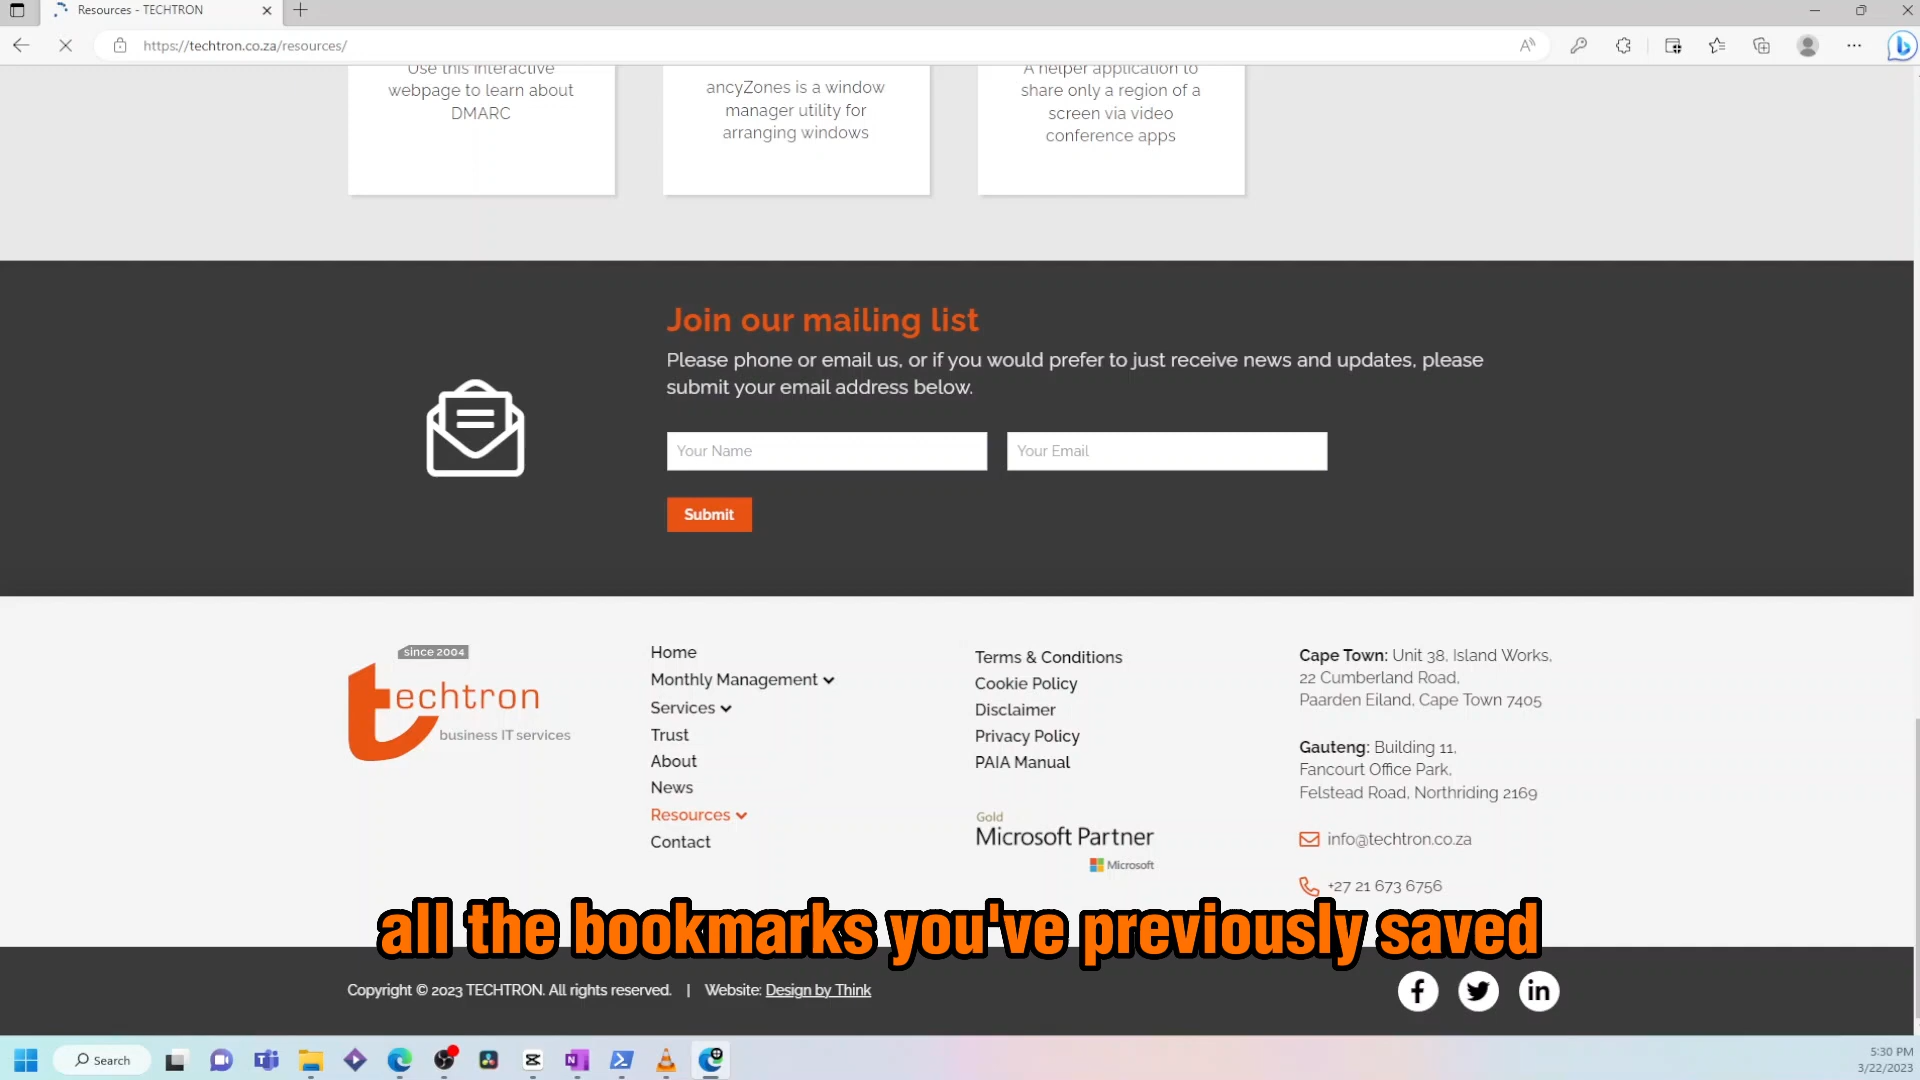 Resources - TECHTRON
https://techtron.co.za/resources/
Use this interactive
webpage to learn about
DMARC
ancyZones is a window
manager utility for
arranging windows
A helper application to
share only a region of a
screen via video
conference apps
Join our mailing list
Please phone or email us, or if you would prefer to just receive news and updates, please
submit your email address below.
Your Name
Your Email
Submit
since 2004
techtron
business IT services
Home
Monthly Management
Services
Trust
About
News
Resources
Contact
Terms & Conditions
Cookie Policy
Disclaimer
Privacy Policy
PAIA Manual
Gold
Microsoft Partner
Microsoft
Cape Town: Unit 38, Island Works,
22 Cumberland Road,
Paarden Eiland, Cape Town 7405
Gauteng: Building 11,
Fancourt Office Park,
Felstead Road, Northriding 2169
info@techtron.co.za
+27 21 673 6756
all the bookmarks you've previously saved
Copyright © 2023 TECHTRON. All rights reserved. | Website: Design by Think
Search
5:30 PM
3/22/2023